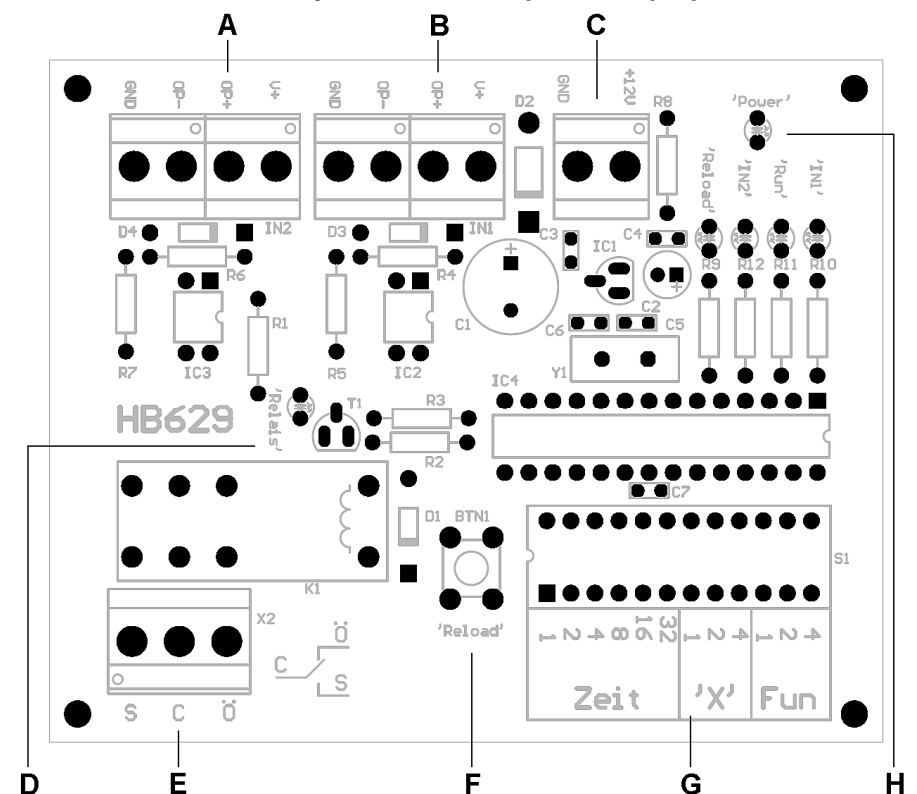 A B C
GND OP- OP+ V+ GND OP- OP+ V+ D2 GND +12V R8 'Power'
H
'Reload' 'IN2' 'Run' 'IN1'
D4 IN2 D3 IN1 C3 IC1 C4
R6 R4 R9 R12 R11 R10
+ +
C1 C2
R1 C6 C5
R7 IC3 R5 IC2 Y1
IC4
HB629 'Relais' T1 R3
R2
C7
D1 BTN1
S1
K1
X2
'Reload'
Ö
C
S
1 2 4 8 16 32 1 2 4 1 2 4
Zeit 'X' Fun
S C Ö
D E F G H